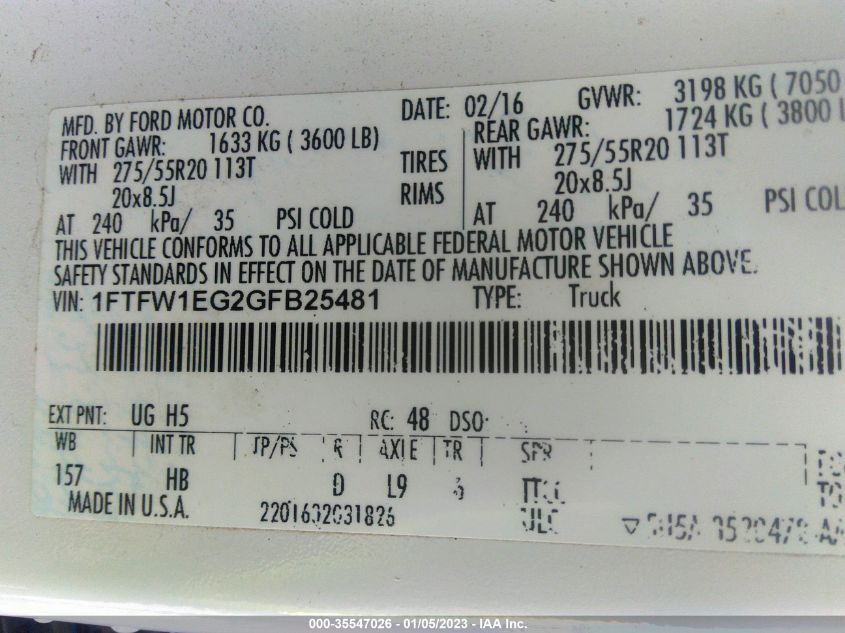 MFD. BY FORD MOTOR CO. DATE: 02/16 GVWR: 3198 KG ( 7050
FRONT GAWR: 1633 KG ( 3600 LB) REAR GAWR: 1724 KG ( 3800 L
WITH 275/55R20 113T TIRES WITH 275/55R20 113T
20x8.5J RIMS 20x8.5J
AT 240 kPa/ 35 PSI COLD AT 240 kPa/ 35 PSI COL
THIS VEHICLE CONFORMS TO ALL APPLICABLE FEDERAL MOTOR VEHICLE
SAFETY STANDARDS IN EFFECT ON THE DATE OF MANUFACTURE SHOWN ABOVE.
VIN: 1FTFW1EG2GFB25481 TYPE: Truck
EXT PNT: UG H5 RC: 48 DSO:
WB INT TR TP/PS R AXLE TR SPR
157 HB D L9
MADE IN U.S.A.
000-35547026 - 01/05/2023 - IAA Inc.